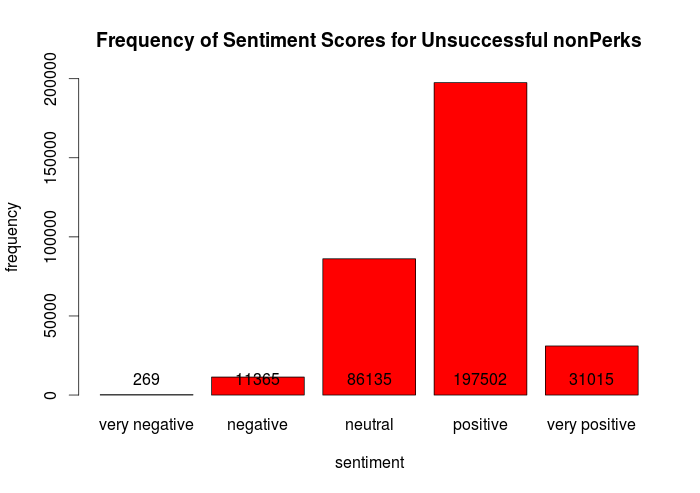 Frequency of Sentiment Scores for Unsuccessful nonPerks
frequency
200000
150000
100000
50000
0
269 11365 86135 197502 31015
very negative negative neutral positive very positive
sentiment